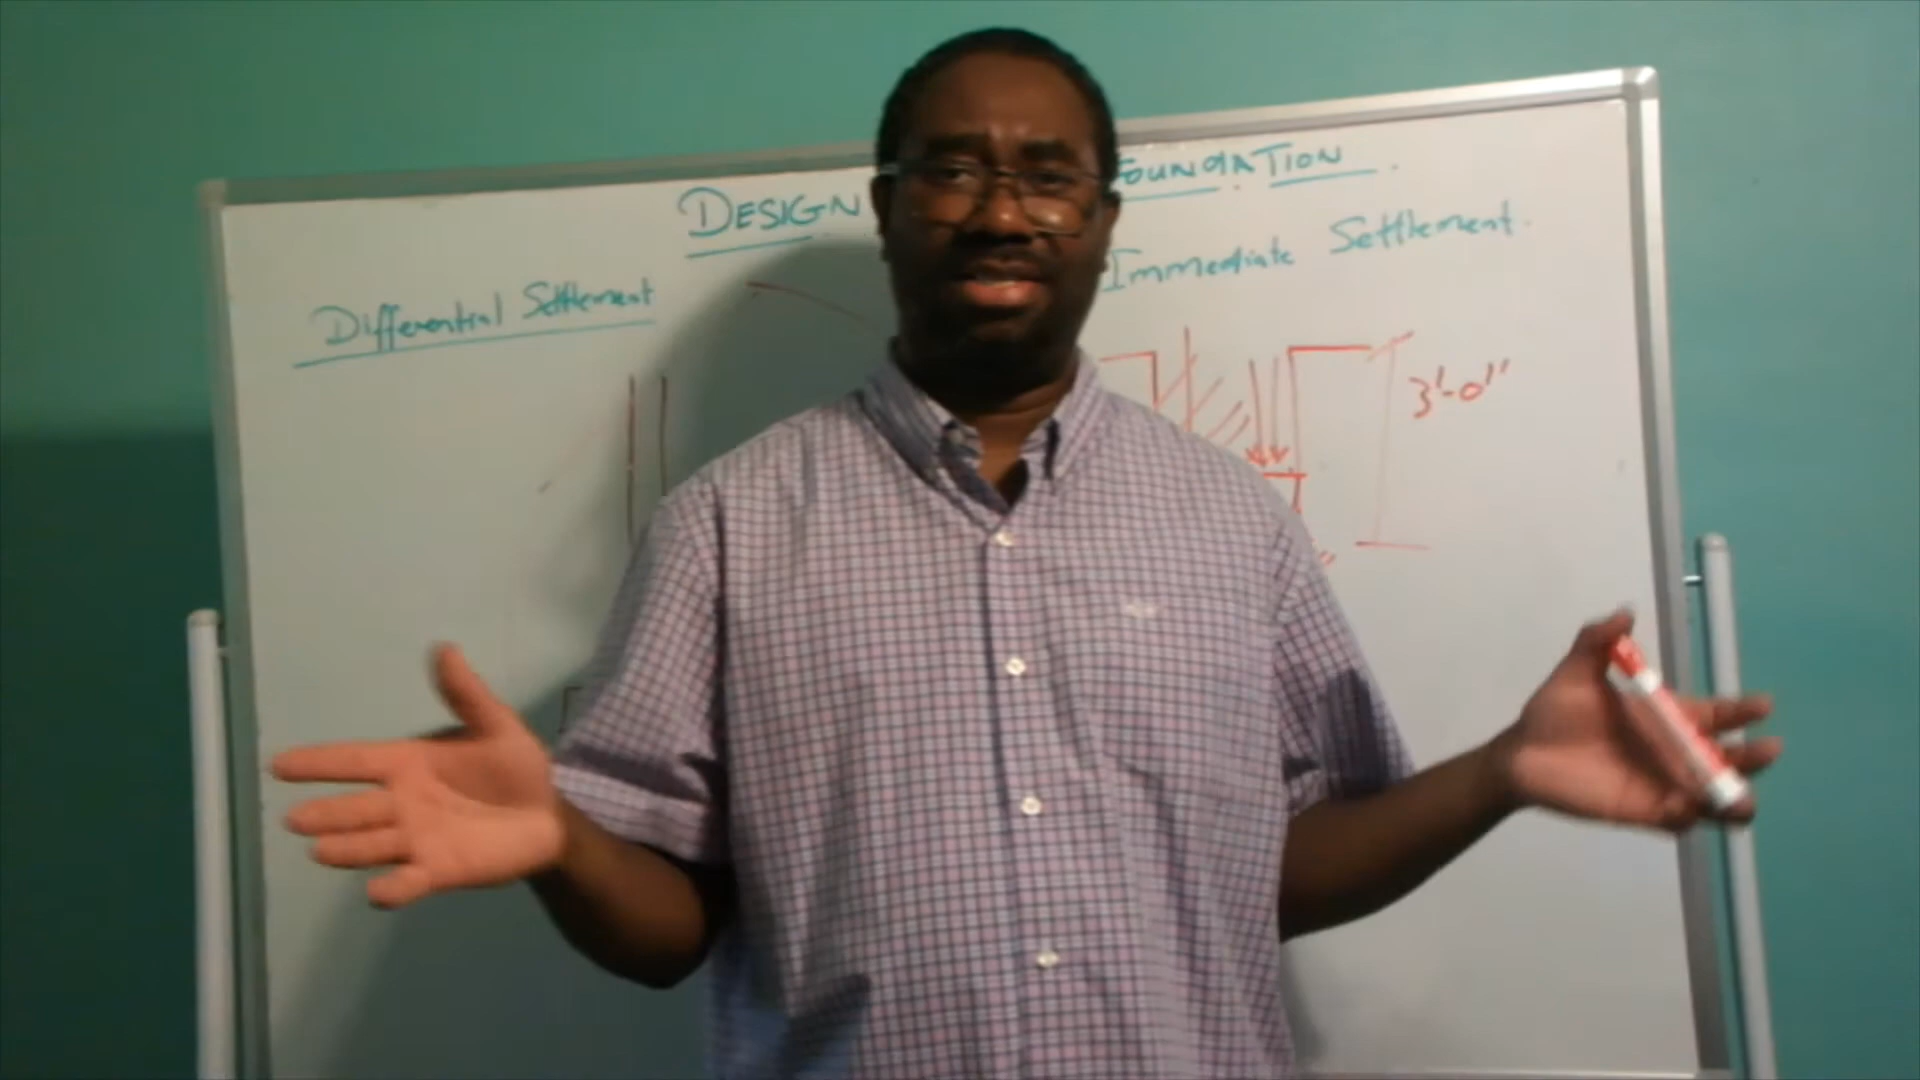 DESIGN FOUNDATION.
Differential Settlement
Immediate Settlement.
3'-0"